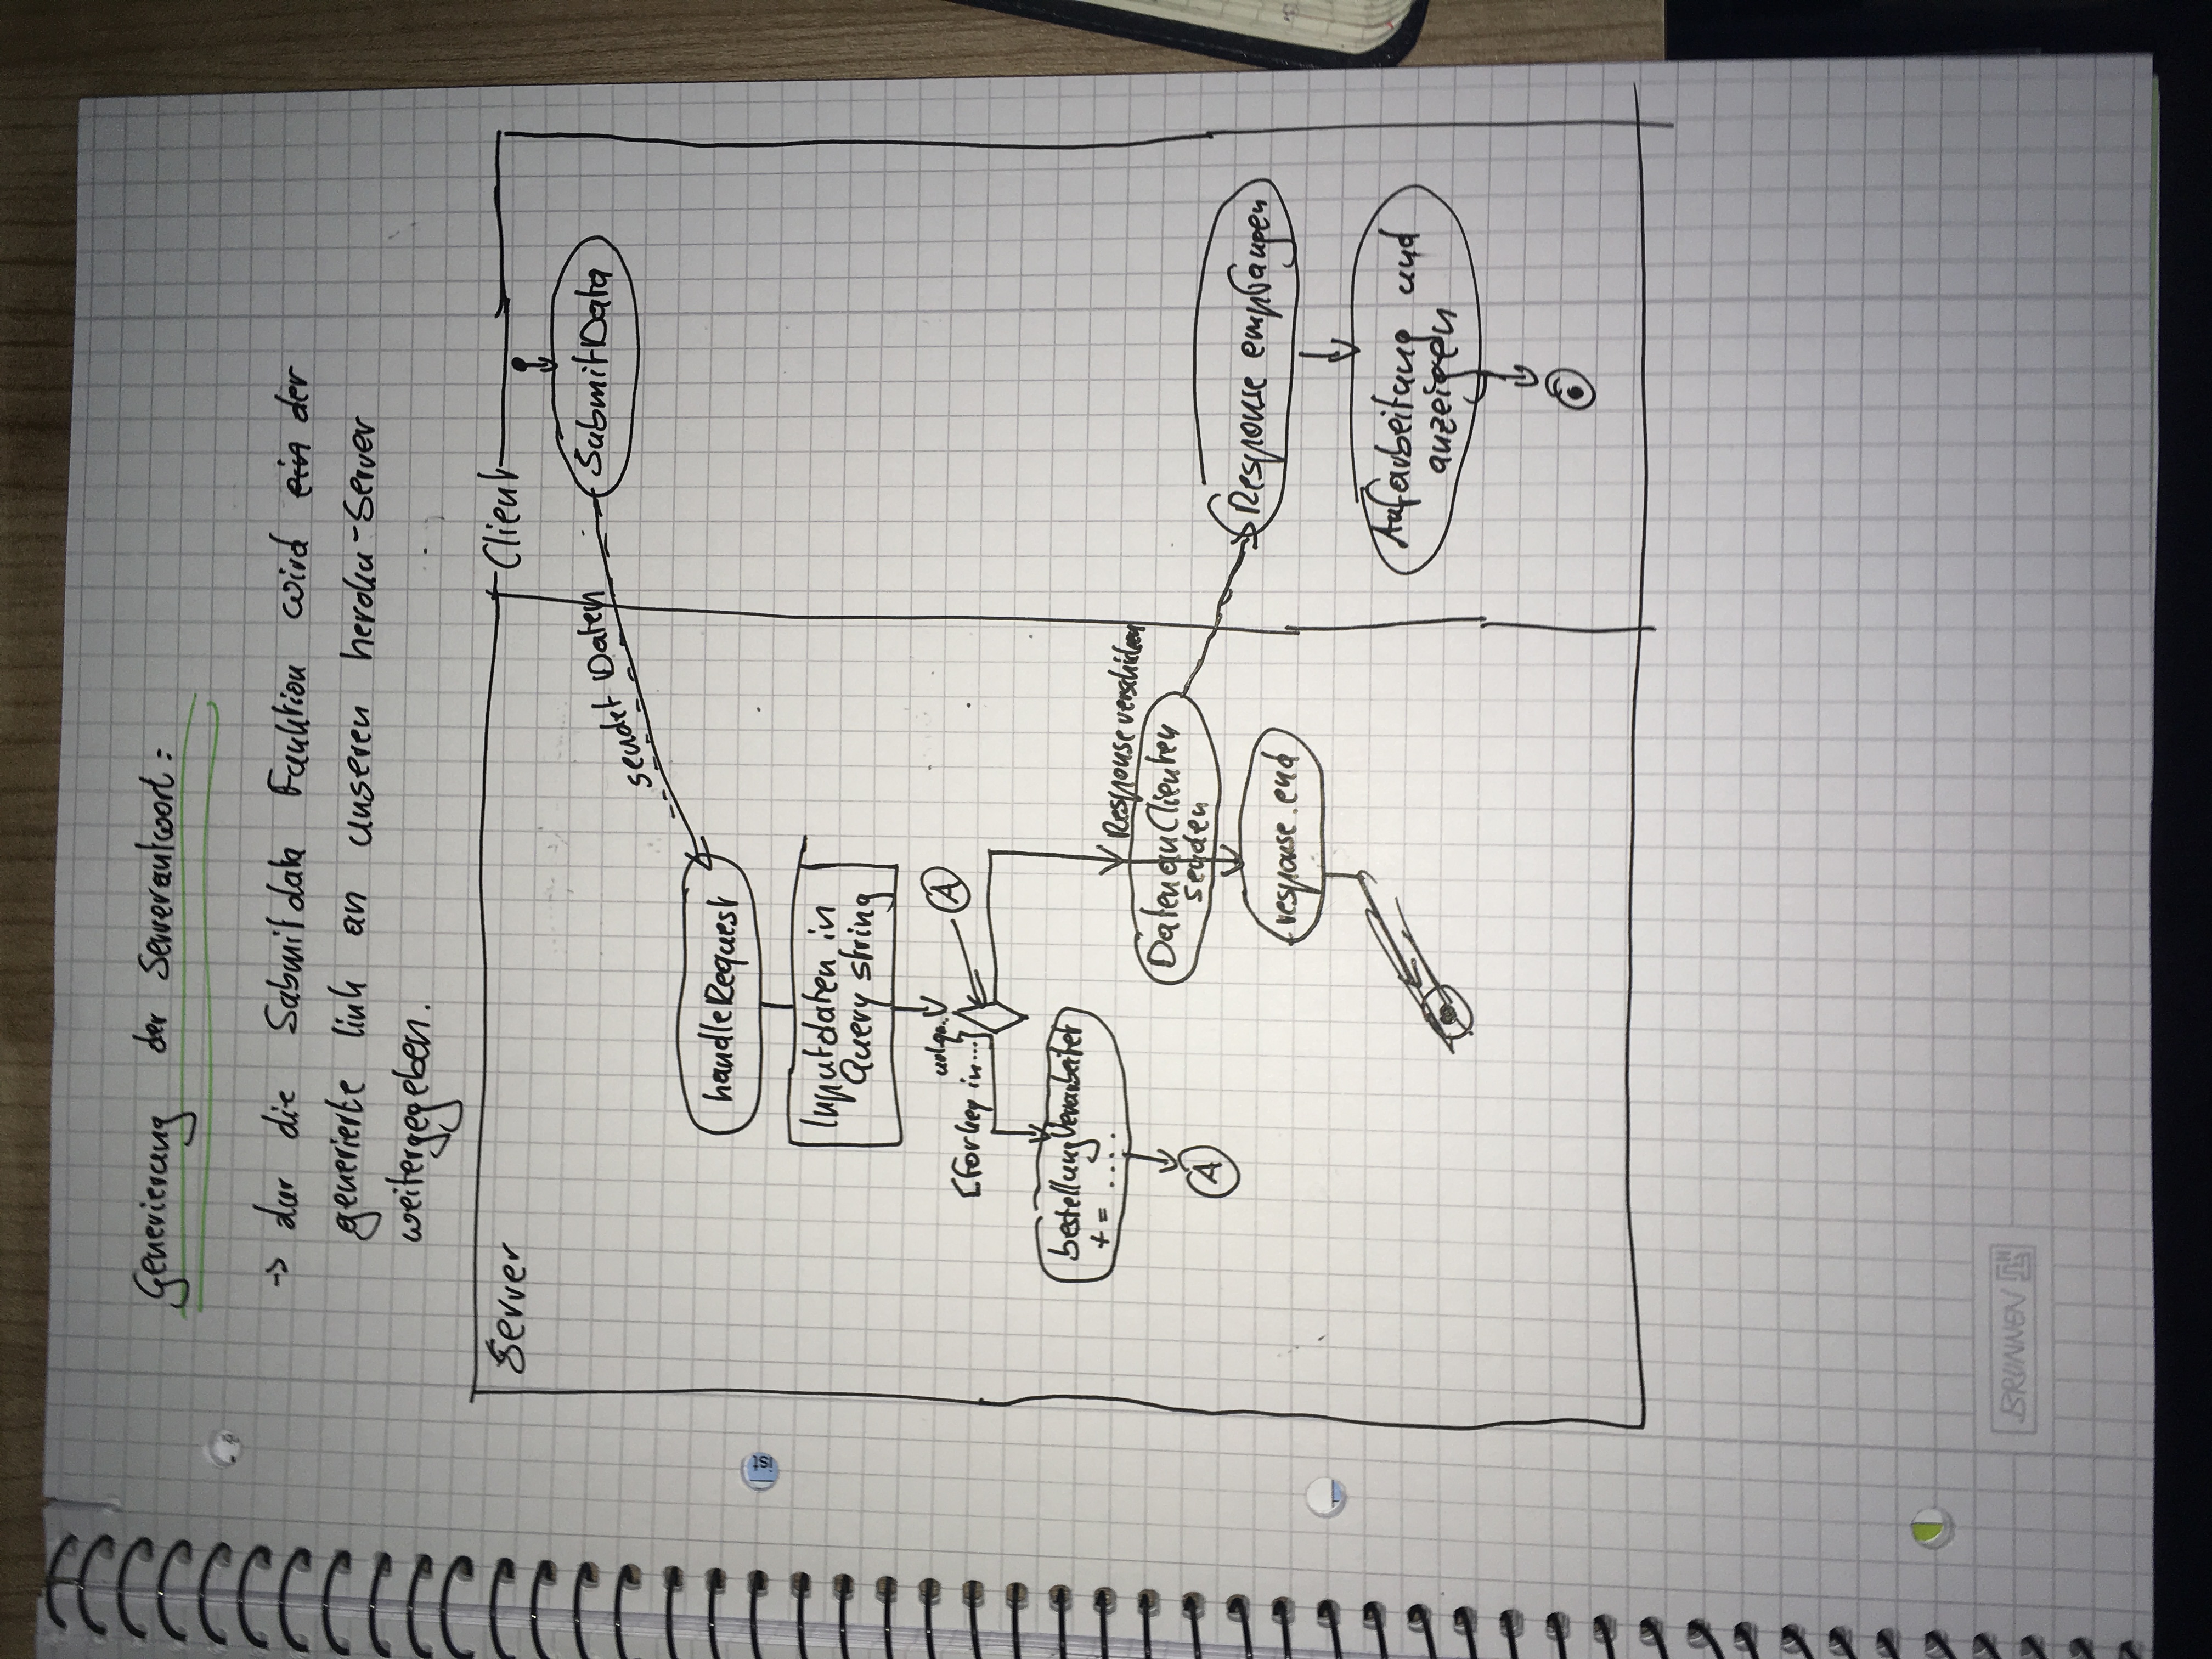 Generierung der Serverantwort:
-> dur die Submitdata Funktion wird ein der
generierte link an unseren heroku-Server
weitergegeben.
Server
Client
SubmitData
sendet Daten
handleRequest
Inputdaten in
Query string
A
[for key in...]
bestellungVerarbeitet
+= ....
A
Response verschicken
Daten an Clienten
senden
Response empfangen
response.end
Aufarbeitung und
anzeigen
ist
BRUNNEN